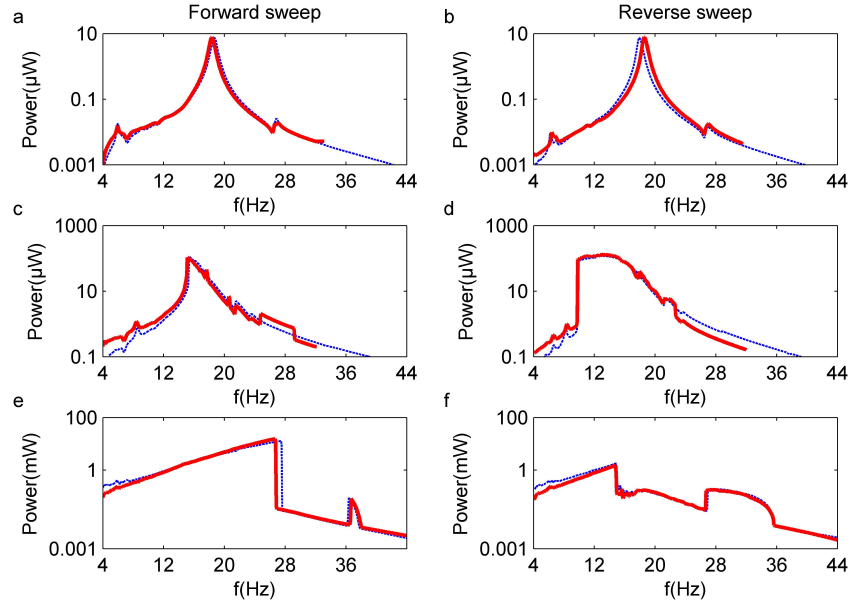 Forward sweep
Reverse sweep
a
10
0.1
0.001
Power(µW)
4 12 20 28 36 44
f(Hz)
b
10
0.1
0.001
Power(µW)
4 12 20 28 36 44
f(Hz)
c
1000
10
0.1
Power(µW)
4 12 20 28 36 44
f(Hz)
d
1000
10
0.1
Power(µW)
4 12 20 28 36 44
f(Hz)
e
100
1
0.001
Power(mW)
4 12 20 28 36 44
f(Hz)
f
100
1
0.001
Power(mW)
4 12 20 28 36 44
f(Hz)